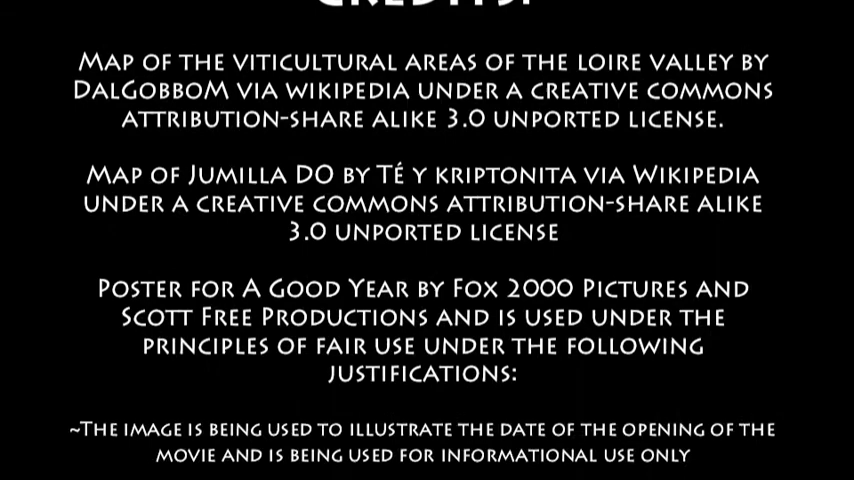 CREDITS:
MAP OF THE VITICULTURAL AREAS OF THE LOIRE VALLEY BY
DALGOBBOM VIA WIKIPEDIA UNDER A CREATIVE COMMONS
ATTRIBUTION-SHARE ALIKE 3.0 UNPORTED LICENSE.
MAP OF JUMILLA DO BY TÉ Y KRIPTONITA VIA WIKIPEDIA
UNDER A CREATIVE COMMONS ATTRIBUTION-SHARE ALIKE
3.0 UNPORTED LICENSE
POSTER FOR A GOOD YEAR BY FOX 2000 PICTURES AND
SCOTT FREE PRODUCTIONS AND IS USED UNDER THE
PRINCIPLES OF FAIR USE UNDER THE FOLLOWING
JUSTIFICATIONS:
~THE IMAGE IS BEING USED TO ILLUSTRATE THE DATE OF THE OPENING OF THE
MOVIE AND IS BEING USED FOR INFORMATIONAL USE ONLY